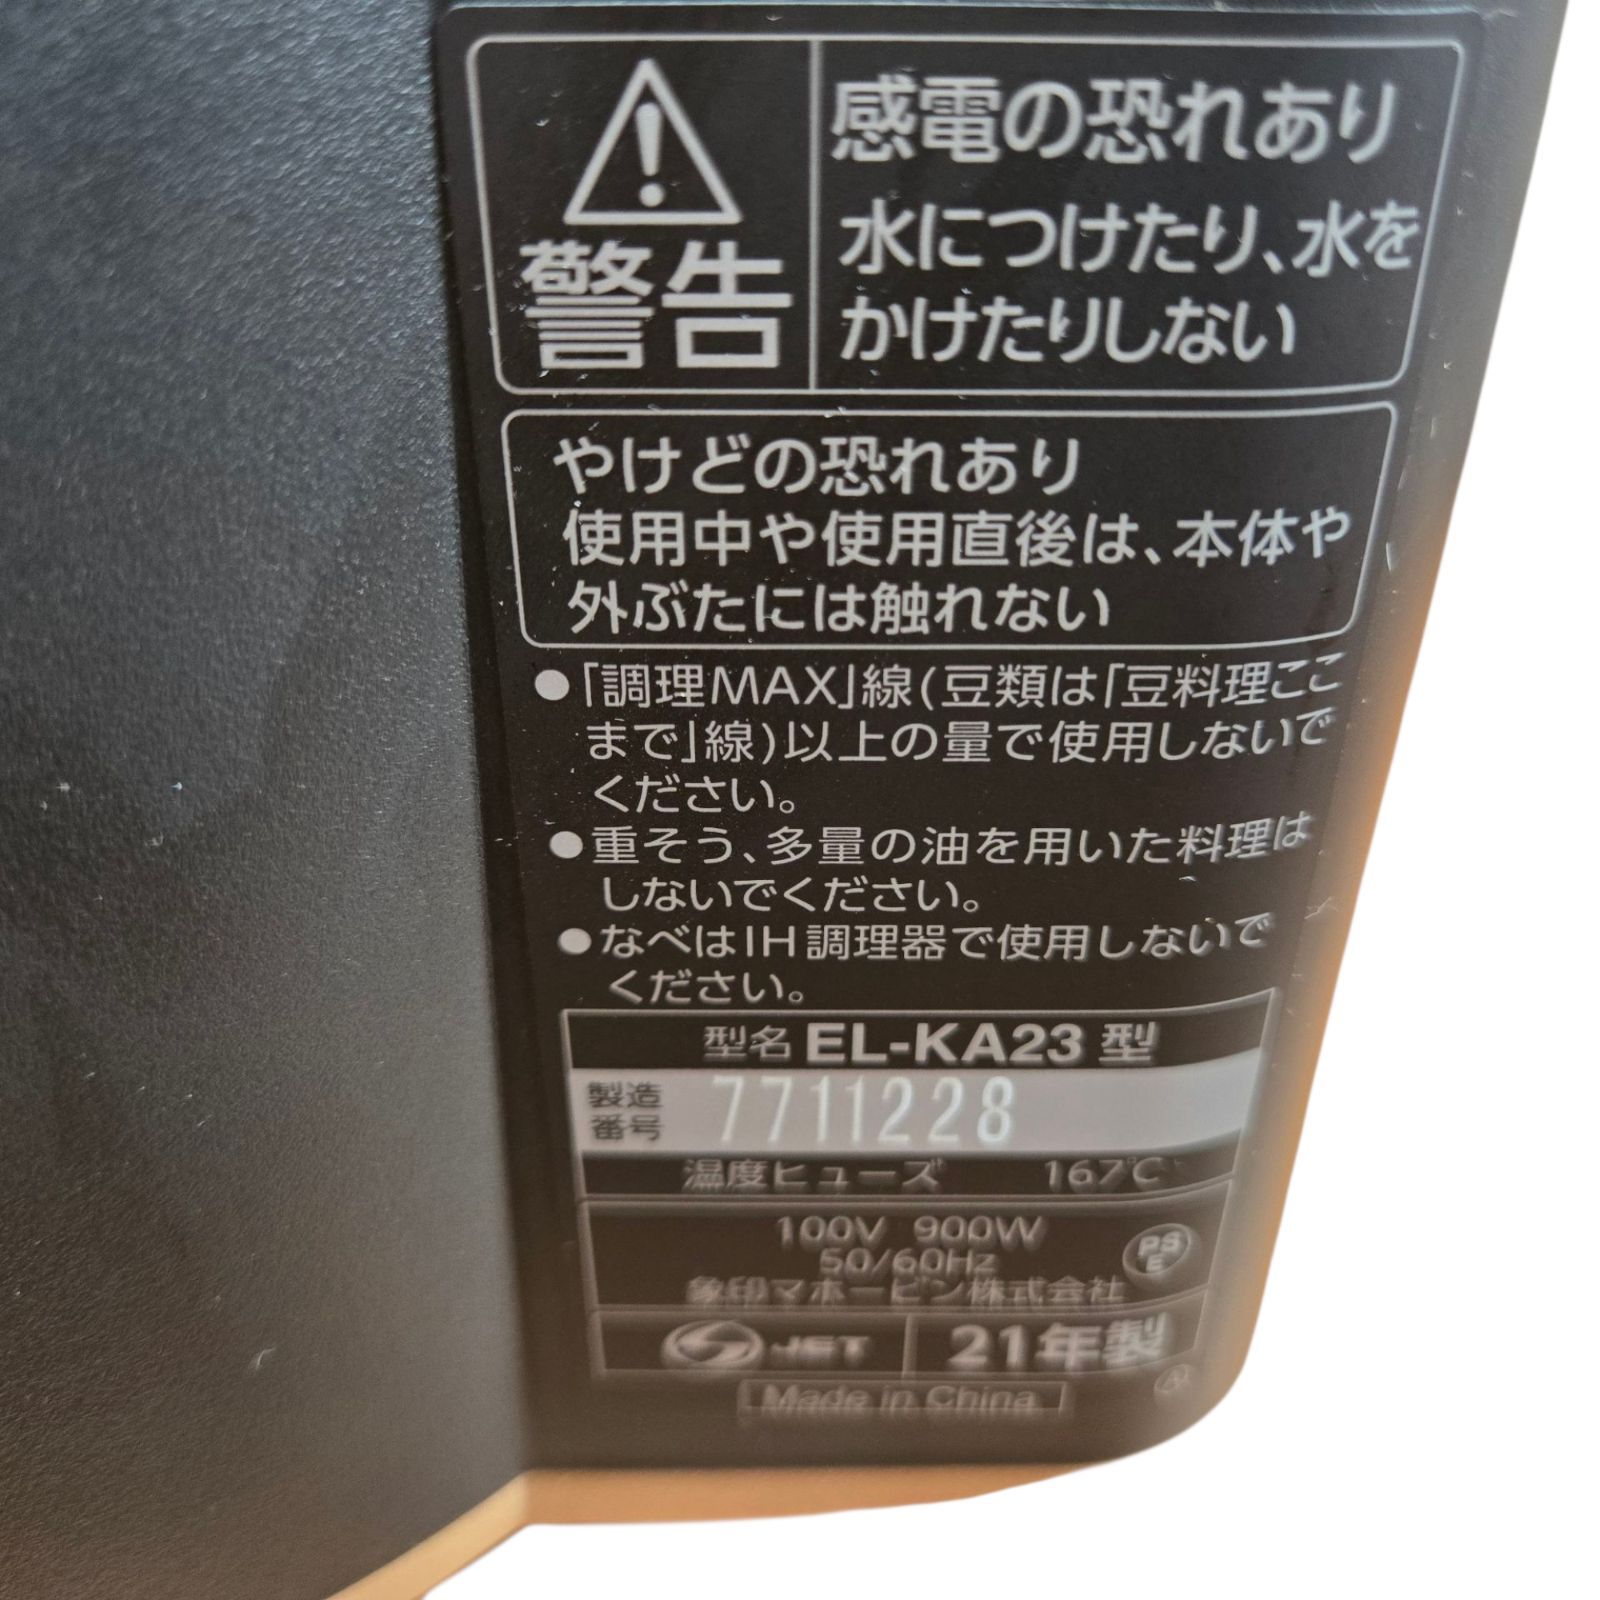 警告
感電の恐れあり
水につけたり、水を
かけたりしない
やけどの恐れあり
使用中や使用直後は、本体や
外ぶたには触れない
●「調理MAX」線(豆類は「豆料理ここ
まで」線)以上の量で使用しないで
ください。
●重そう、多量の油を用いた料理は
しないでください。
●なべはIH調理器で使用しないで
ください。
型名 EL-KA23 型
製造
番号 7711228
温度ヒューズ 167℃
100V 900W
50/60Hz
PS
E
象印マホービン株式会社
JET
21年製
Made in China
A